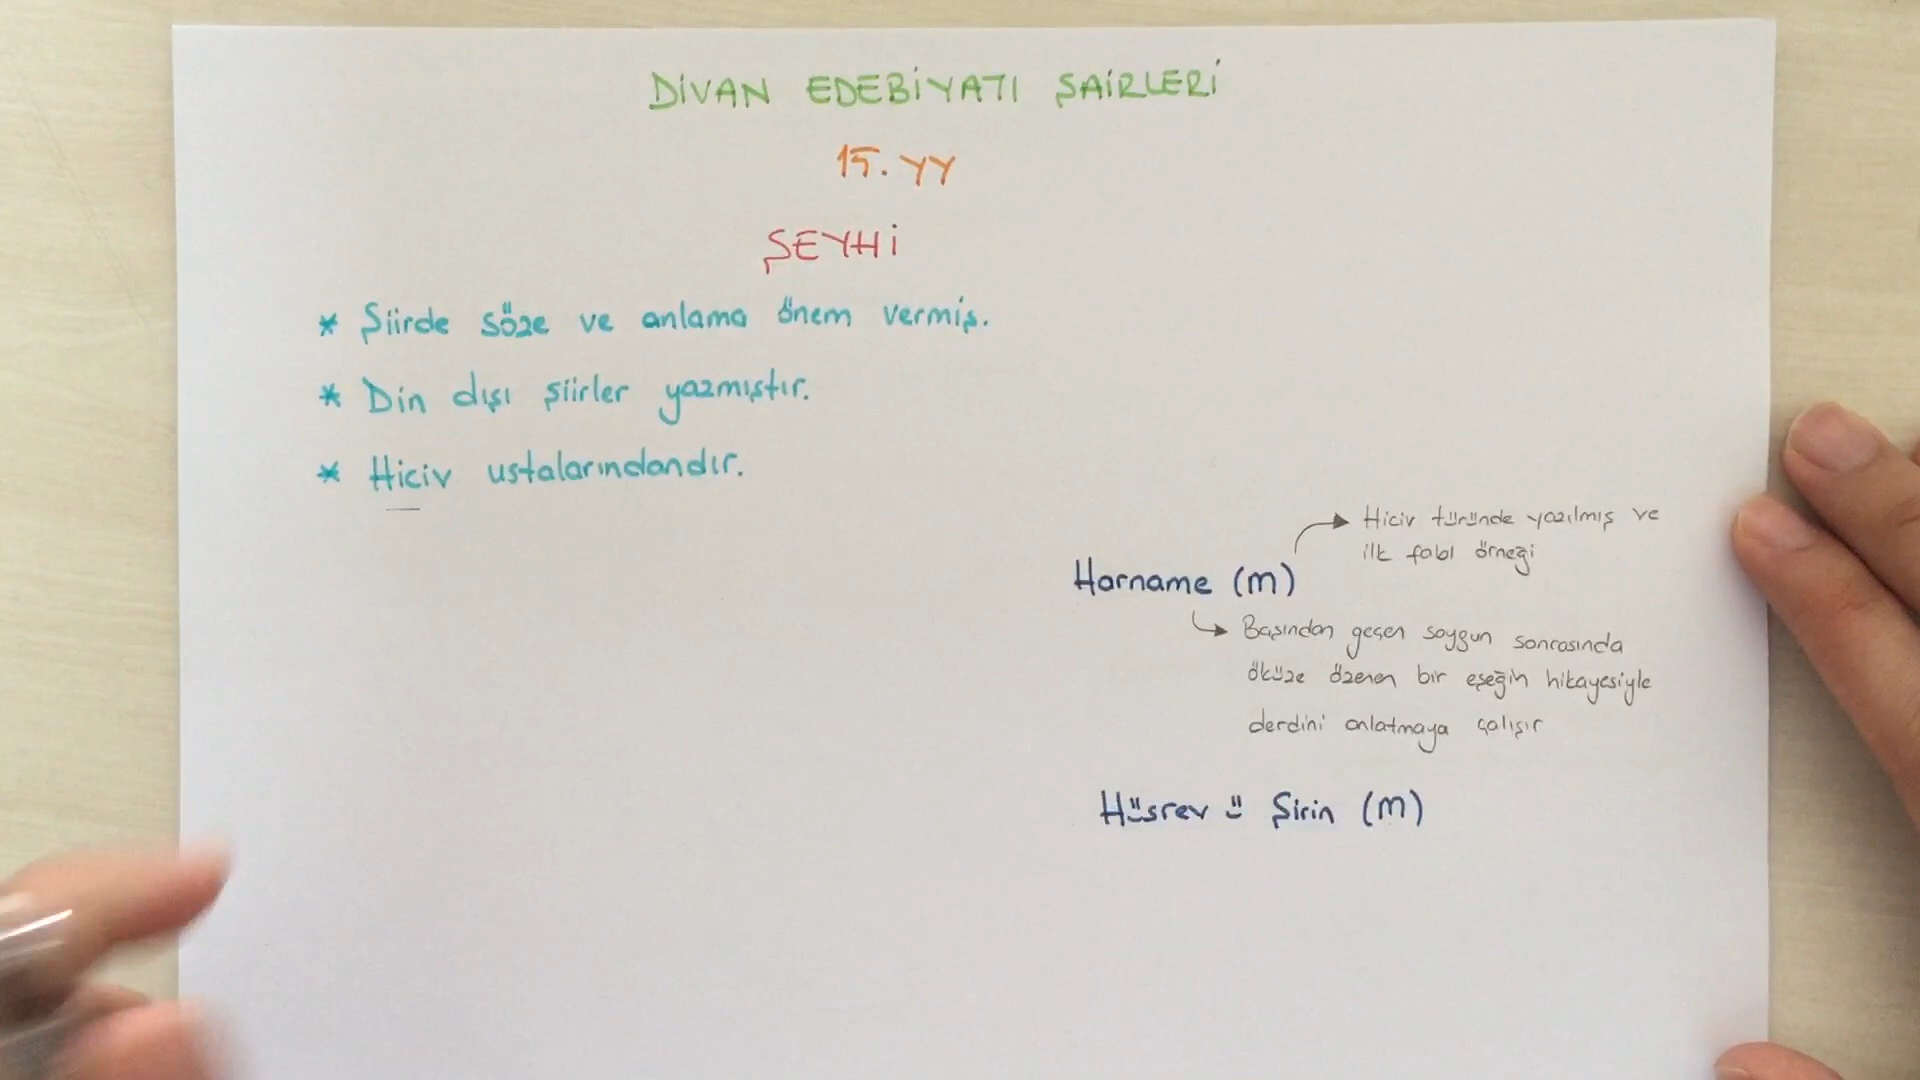 DİVAN EDEBİYATI ŞAİRLERİ
15. YY
ŞEYHİ
* Şiirde söze ve anlama önem vermiş.
* Din dışı şiirler yazmıştır.
* Hiciv ustalarındandır.
Hiciv türünde yazılmış ve
ilk fabl örneği
Harname (m)
Başından geçen soygun sonrasında
öküze özenen bir eşeğin hikayesiyle
derdini anlatmaya çalışır
Hüsrev ü Şirin (m)